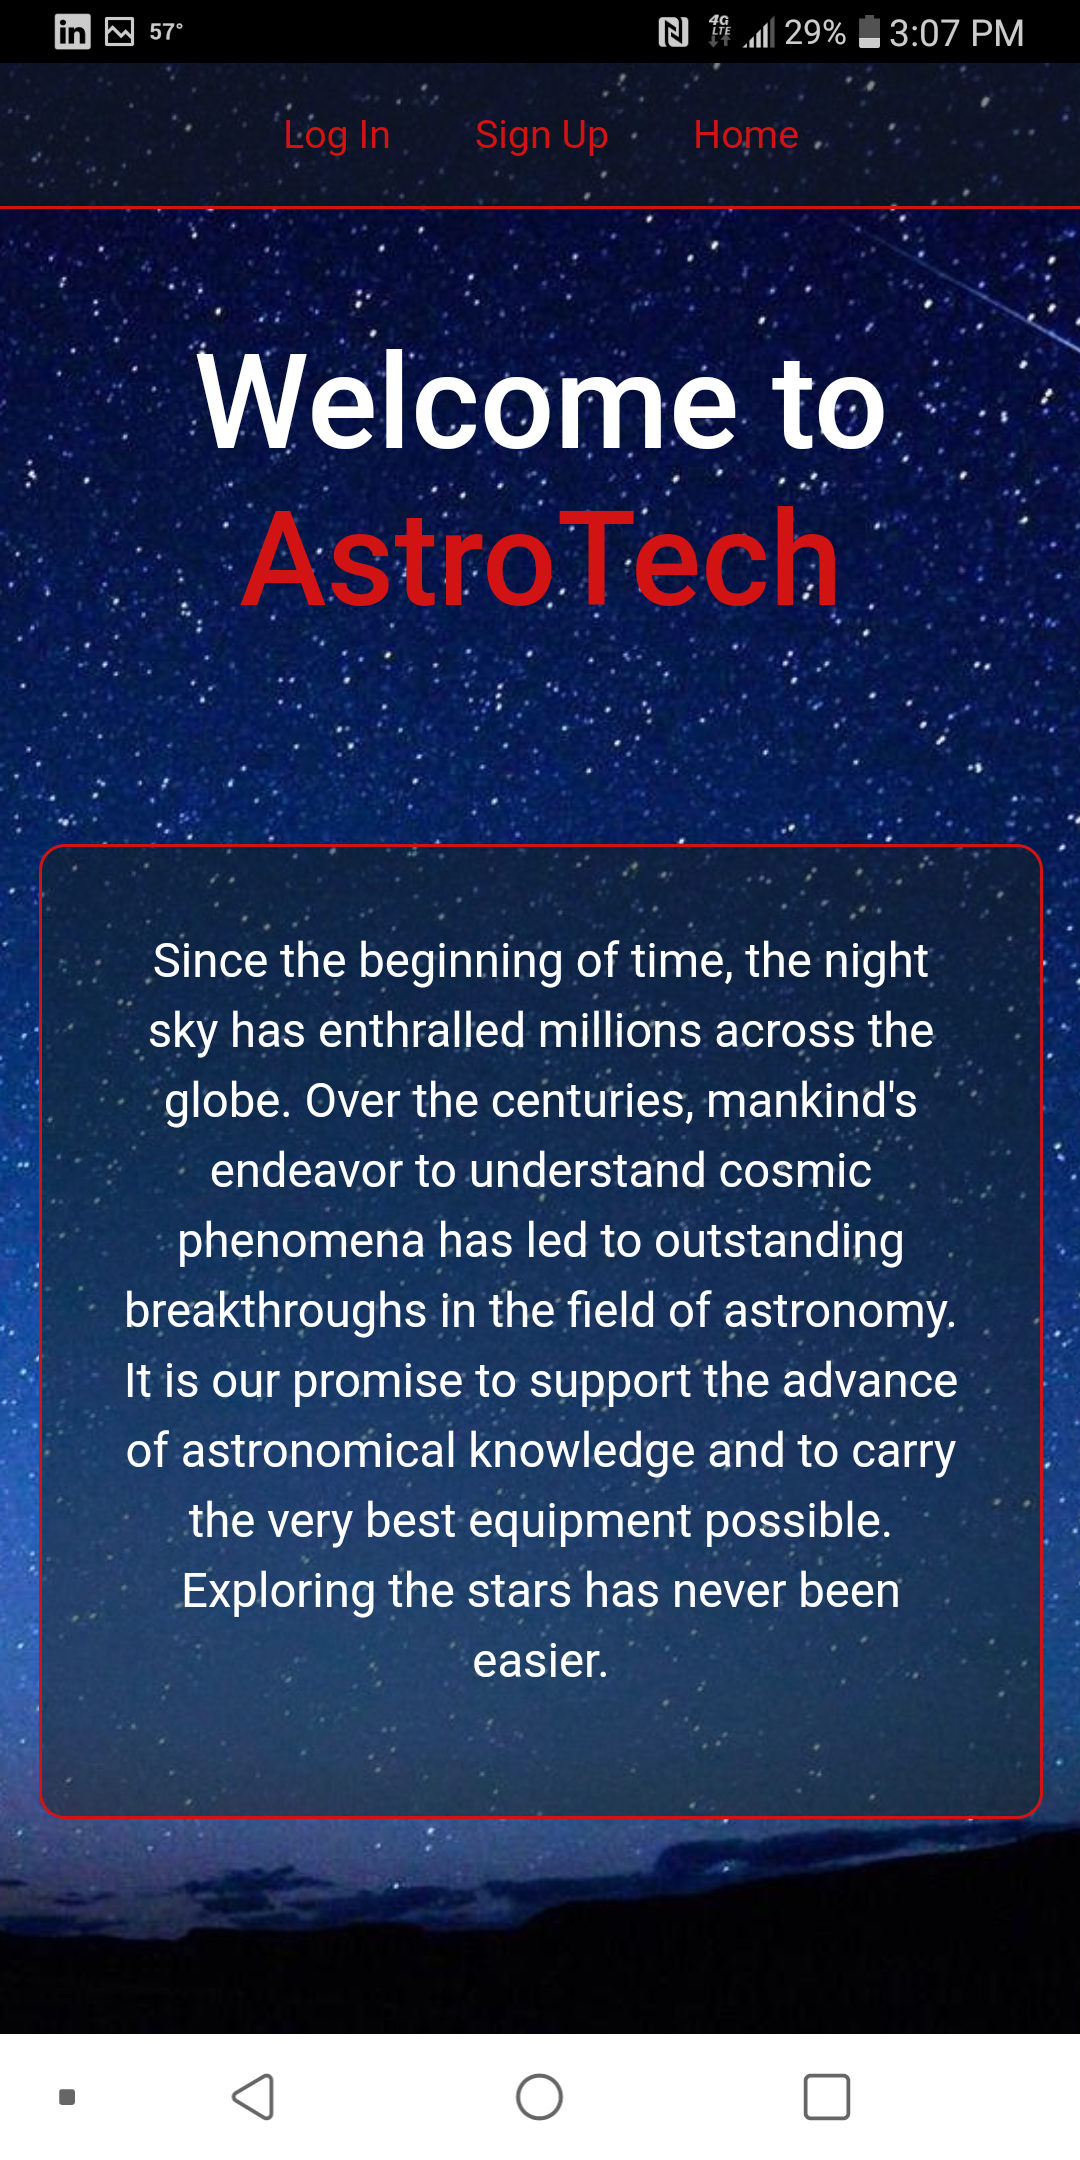 in 57° 4G LTE 29% 3:07 PM
Log In Sign Up Home
Welcome to
AstroTech
Since the beginning of time, the night
sky has enthralled millions across the
globe. Over the centuries, mankind's
endeavor to understand cosmic
phenomena has led to outstanding
breakthroughs in the field of astronomy.
It is our promise to support the advance
of astronomical knowledge and to carry
the very best equipment possible.
Exploring the stars has never been
easier.